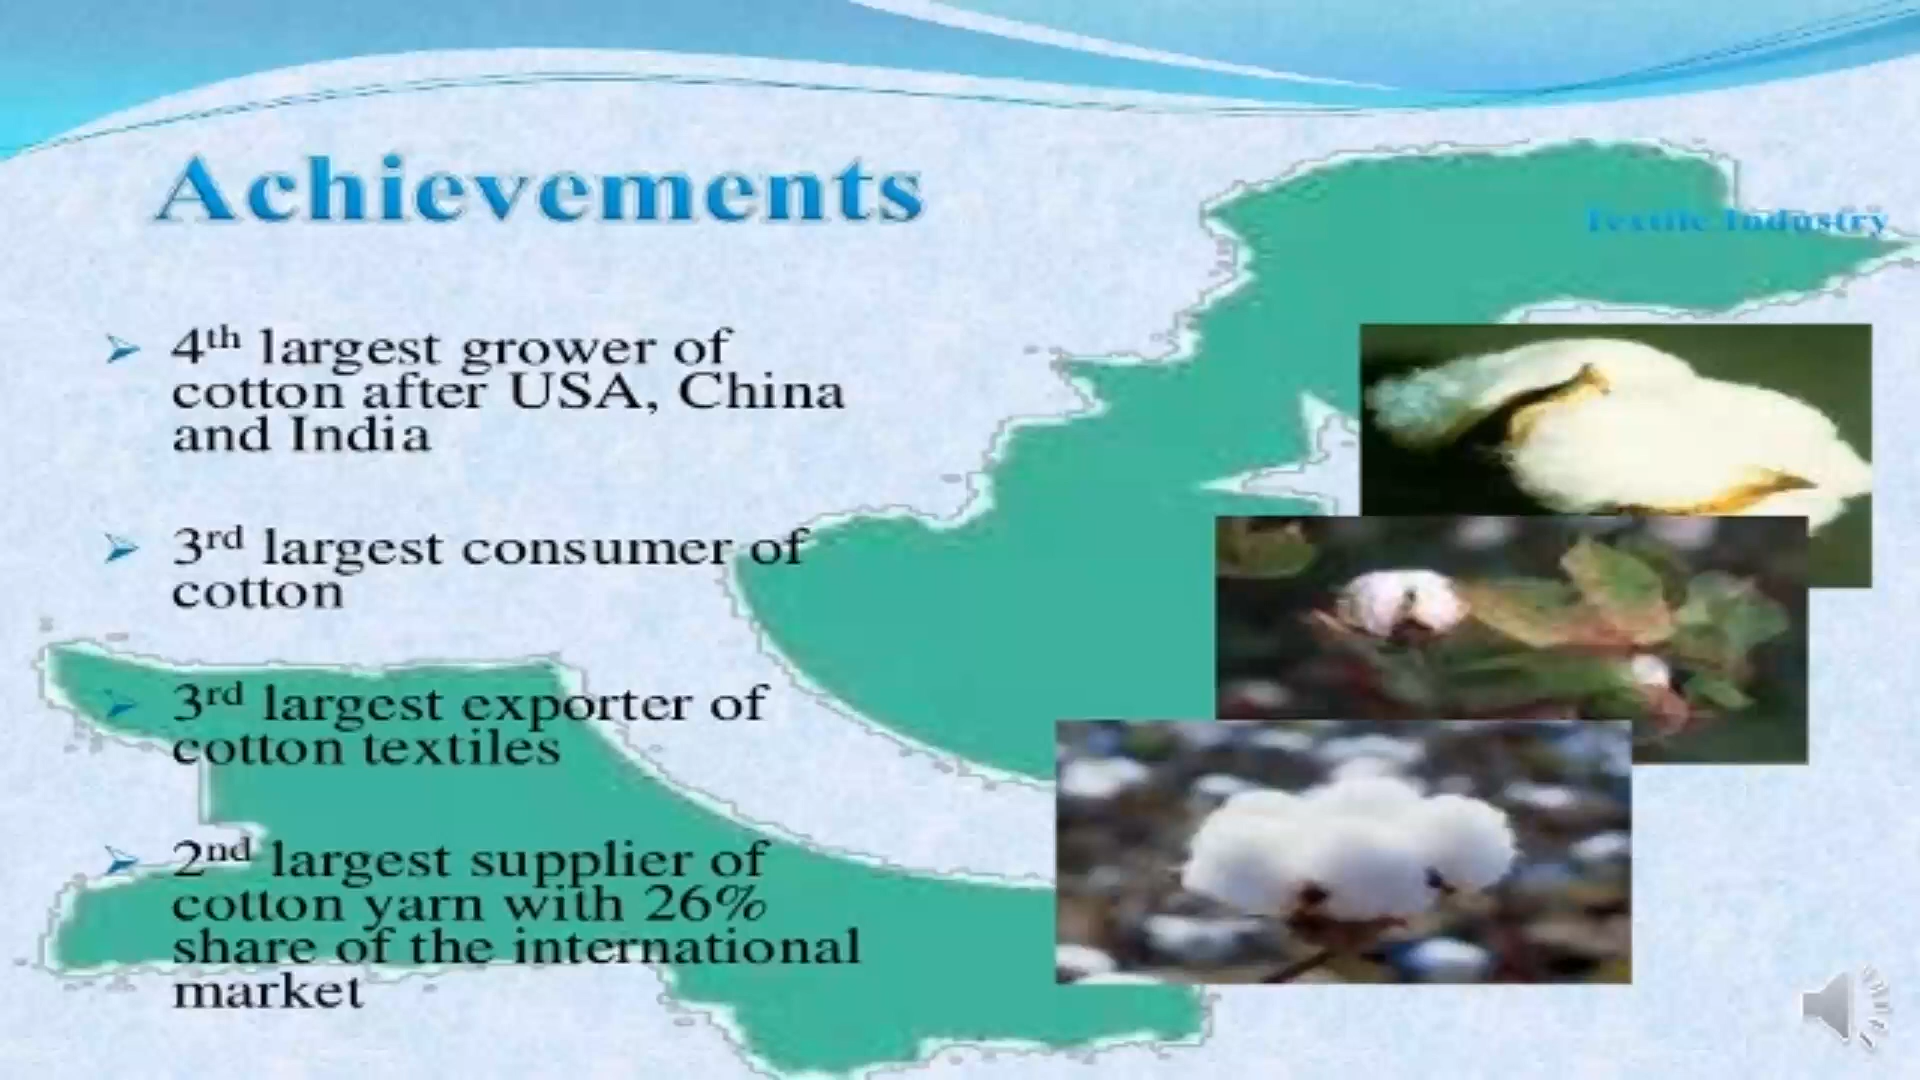 Achievements
Textile Industry
4th largest grower of
cotton after USA, China
and India
3rd largest consumer of
cotton
3rd largest exporter of
cotton textiles
2nd largest supplier of
cotton yarn with 26%
share of the international
market